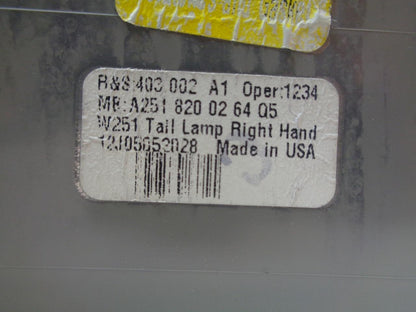 R&S:403 002 A1 Oper:1234
MB:A251 820 02 64 Q5
W251 Tail Lamp Right Hand
Made in USA